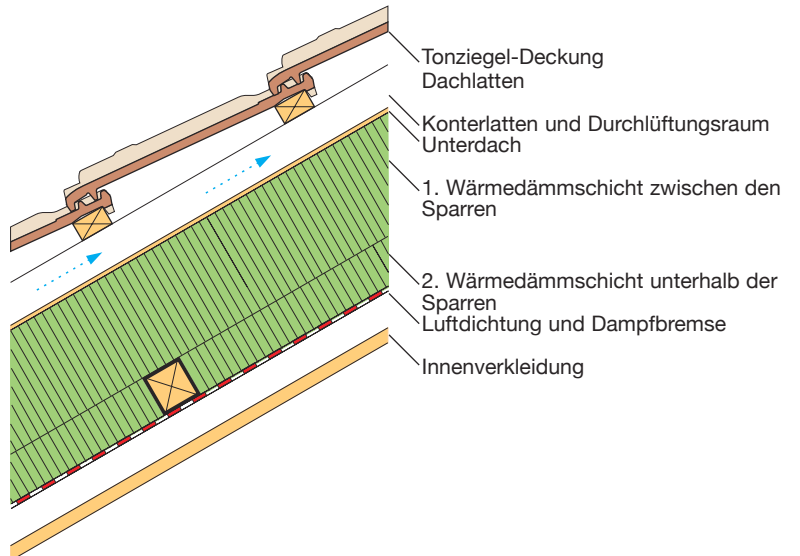 Tonziegel-Deckung
Dachlatten
Konterlatten und Durchlüftungsraum
Unterdach
1. Wärmedämmschicht zwischen den
Sparren
2. Wärmedämmschicht unterhalb der
Sparren
Luftdichtung und Dampfbremse
Innenverkleidung